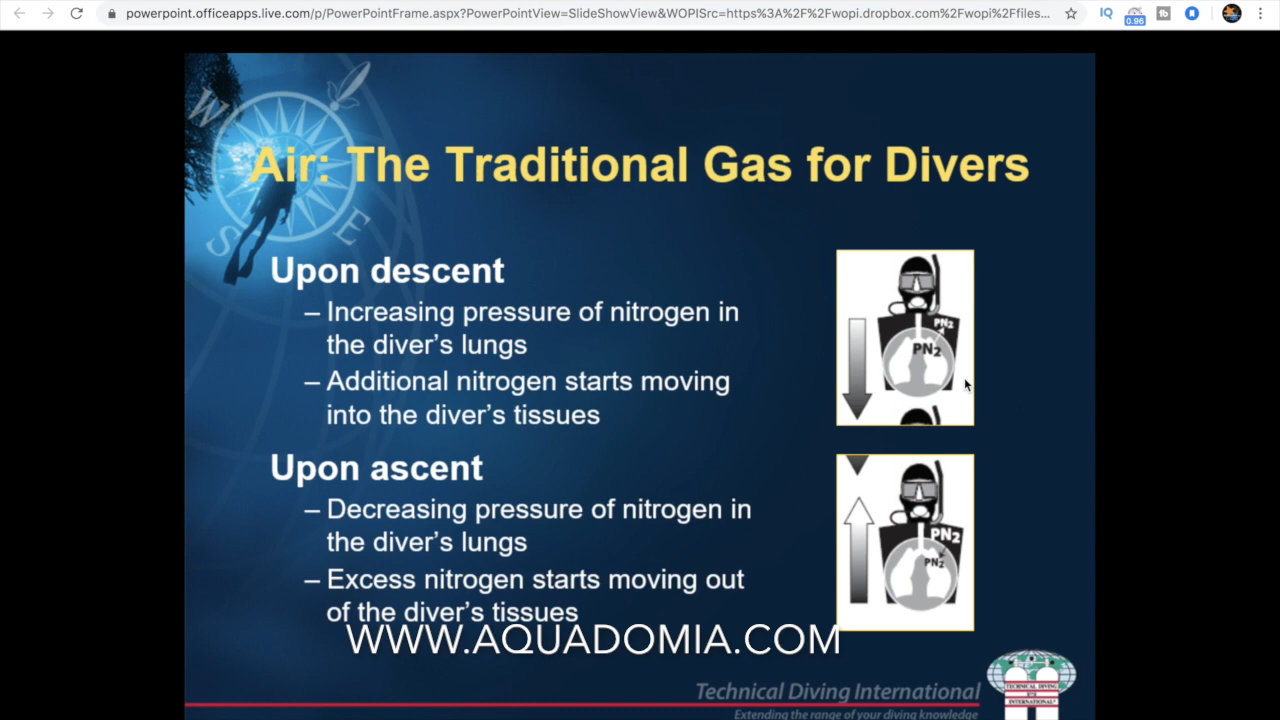 powerpoint.officeapps.live.com/p/PowerPointFrame.aspx?PowerPointView=SlideShowView&WOPISrc=https%3A%2F%2Fwopi.dropbox.com%2Fwopi%2Ffiles...
IQ
0.96
tb
W
S
E
Air: The Traditional Gas for Divers
Upon descent
– Increasing pressure of nitrogen in
the diver's lungs
– Additional nitrogen starts moving
into the diver's tissues
PN2
PN2
Upon ascent
– Decreasing pressure of nitrogen in
the diver's lungs
– Excess nitrogen starts moving out
of the diver's tissues
PN2
PN2
WWW.AQUADOMIA.COM
Technical Diving International
Extending the range of your diving knowledge
TECHNICAL DIVING
INTERNATIONAL